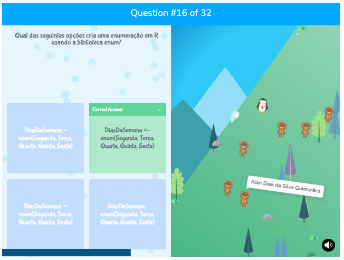 Question #16 of 32
Qual das seguintes opções cria uma enumeração em R
usando a biblioteca enum?
DiasDaSemana =
enum(Segunda, Terca,
Quarta, Quinta, Sexta)
Correct Answer
DiasDaSemana <-
enum(Segunda, Terca,
Quarta, Quinta, Sexta)
DiasDaSemana
enum(Segunda, Terca,
Quarta, Quinta, Sexta)
DiasDaSemana
enum(Segunda, Terca,
Quarta, Quinta, Sexta)
Alan Dias da Silva Guimarães